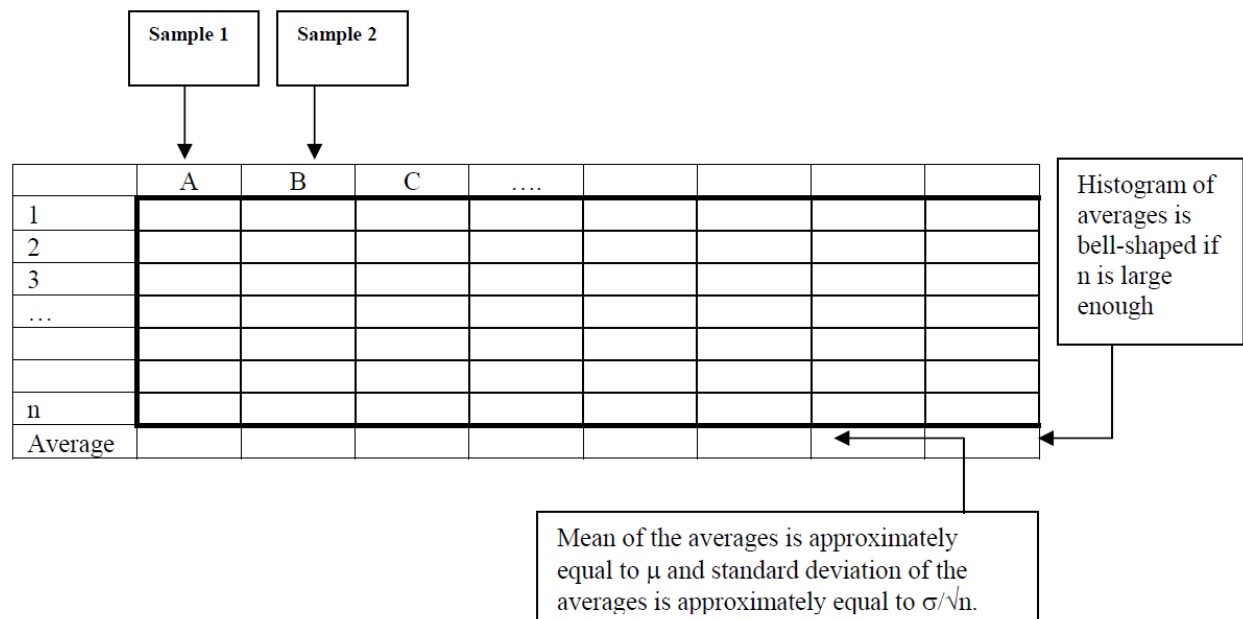 Sample 1
Sample 2
A B C ….
1
2
3
…
n
Average
Histogram of
averages is
bell-shaped if
n is large
enough
Mean of the averages is approximately
equal to μ and standard deviation of the
averages is approximately equal to σ/√n.